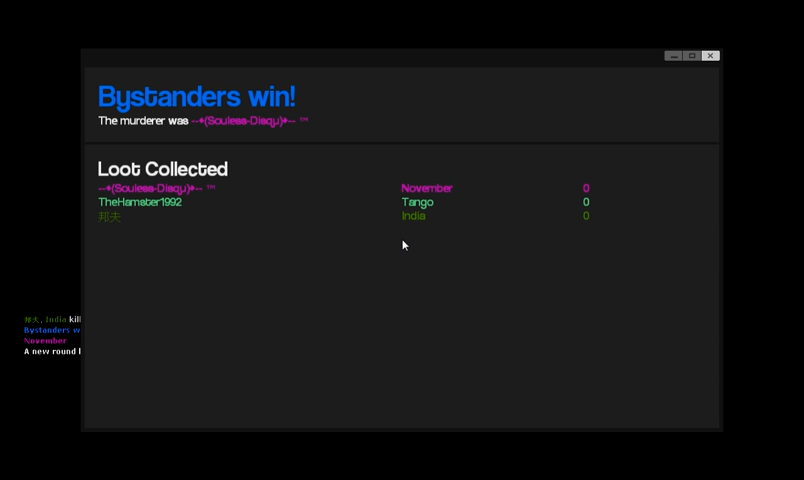 Bystanders win!
The murderer was --+(Souless-Disqu)+-- ™
Loot Collected
--+(Souless-Disqu)+-- ™ November 0
TheHamster1992 Tango 0
邦夫 India 0
邦夫, India kill
Bystanders w
November
A new round